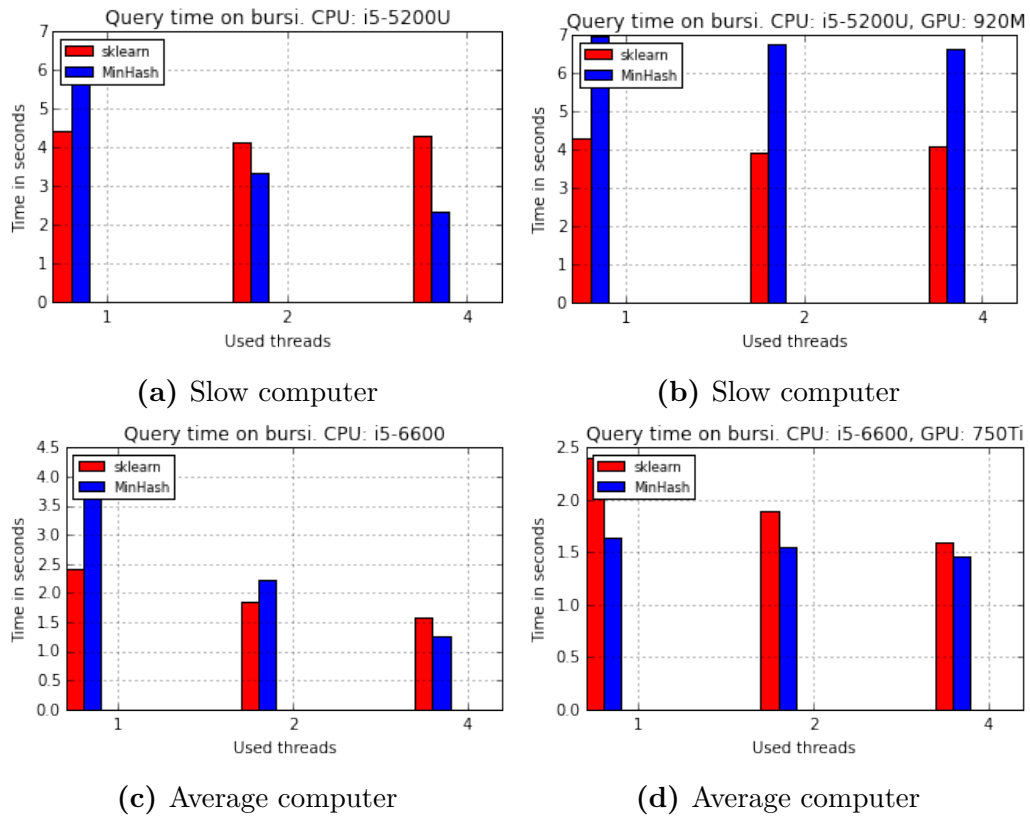 Query time on bursi. CPU: i5-5200U
7
6
5
4
3
2
1
0
Time in seconds
sklearn
MinHash
1 2 4
Used threads
(a) Slow computer
Query time on bursi. CPU: i5-5200U, GPU: 920M
7
6
5
4
3
2
1
0
Time in seconds
sklearn
MinHash
1 2 4
Used threads
(b) Slow computer
Query time on bursi. CPU: i5-6600
4.5
4.0
3.5
3.0
2.5
2.0
1.5
1.0
0.5
0.0
Time in seconds
sklearn
MinHash
1 2 4
Used threads
(c) Average computer
Query time on bursi. CPU: i5-6600, GPU: 750Ti
2.5
2.0
1.5
1.0
0.5
0.0
Time in seconds
sklearn
MinHash
1 2 4
Used threads
(d) Average computer